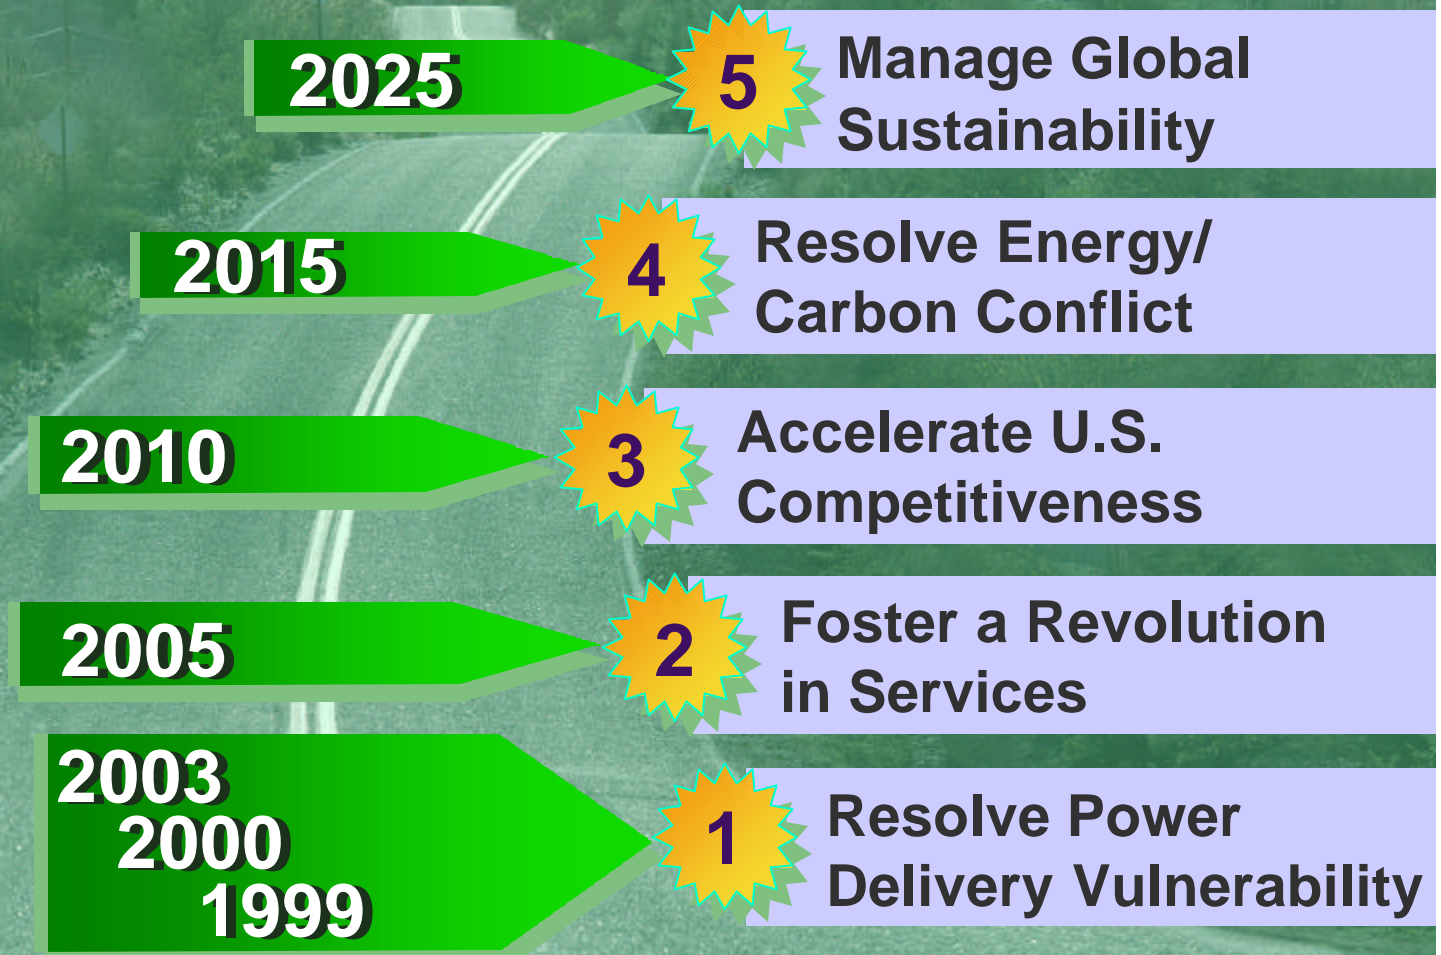 2025
5
Manage Global
Sustainability
2015
4
Resolve Energy/
Carbon Conflict
2010
3
Accelerate U.S.
Competitiveness
2005
2
Foster a Revolution
in Services
2003
2000
1999
1
Resolve Power
Delivery Vulnerability